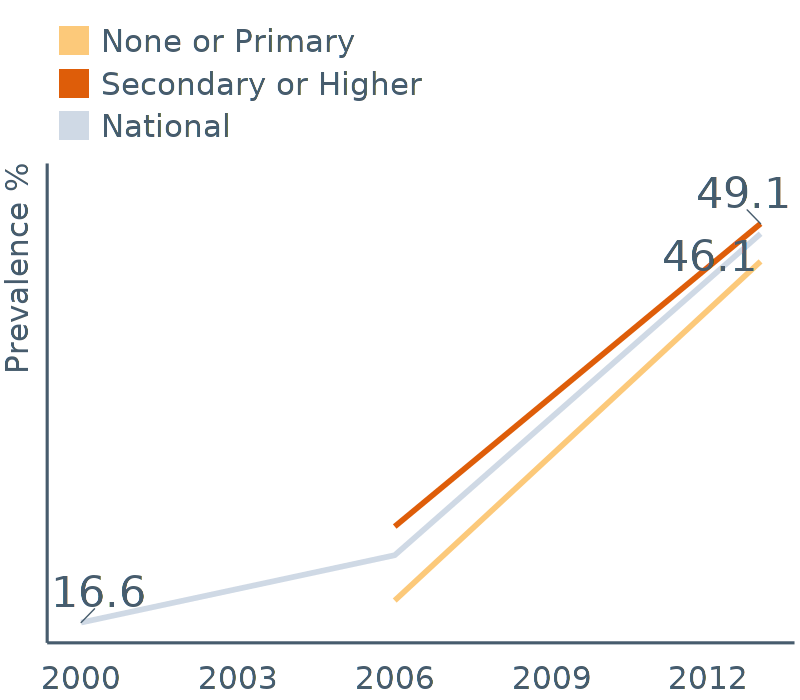 None or Primary
Secondary or Higher
National
Prevalence %
49.1
46.1
16.6
2000 2003 2006 2009 2012